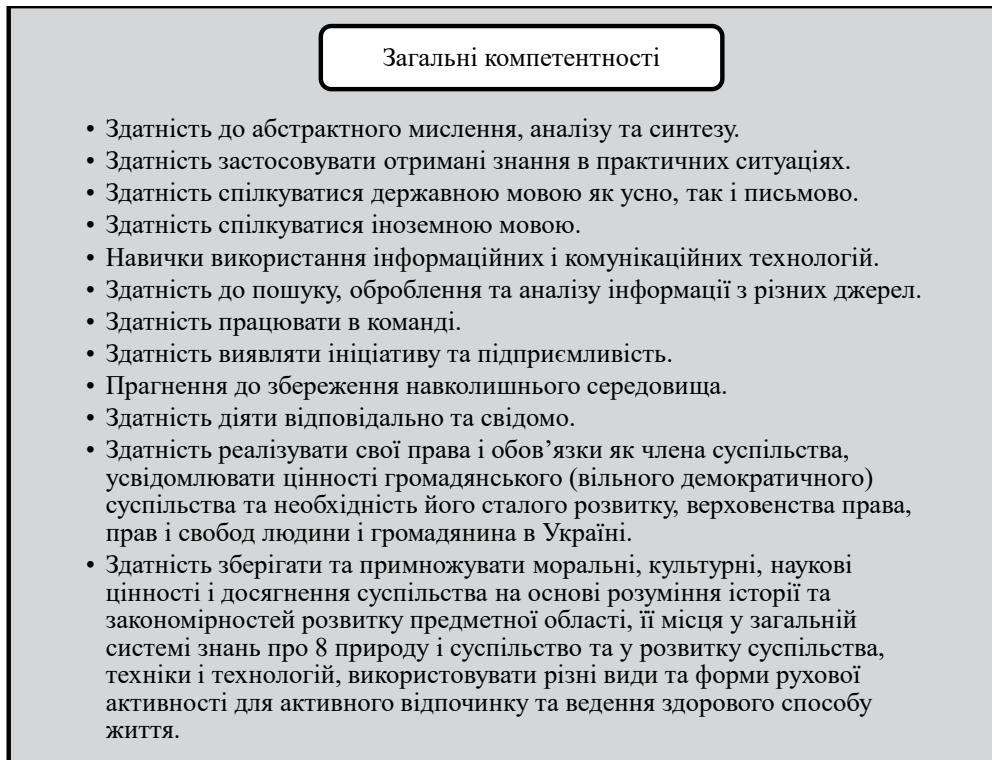 Загальні компетентності
• Здатність до абстрактного мислення, аналізу та синтезу.
• Здатність застосовувати отримані знання в практичних ситуаціях.
• Здатність спілкуватися державною мовою як усно, так і письмово.
• Здатність спілкуватися іноземною мовою.
• Навички використання інформаційних і комунікаційних технологій.
• Здатність до пошуку, оброблення та аналізу інформації з різних джерел.
• Здатність працювати в команді.
• Здатність виявляти ініціативу та підприємливість.
• Прагнення до збереження навколишнього середовища.
• Здатність діяти відповідально та свідомо.
• Здатність реалізувати свої права і обов’язки як члена суспільства,
усвідомлювати цінності громадянського (вільного демократичного)
суспільства та необхідність його сталого розвитку, верховенства права,
прав і свобод людини і громадянина в Україні.
• Здатність зберігати та примножувати моральні, культурні, наукові
цінності і досягнення суспільства на основі розуміння історії та
закономірностей розвитку предметної області, її місця у загальній
системі знань про 8 природу і суспільство та у розвитку суспільства,
техніки і технологій, використовувати різні види та форми рухової
активності для активного відпочинку та ведення здорового способу
життя.